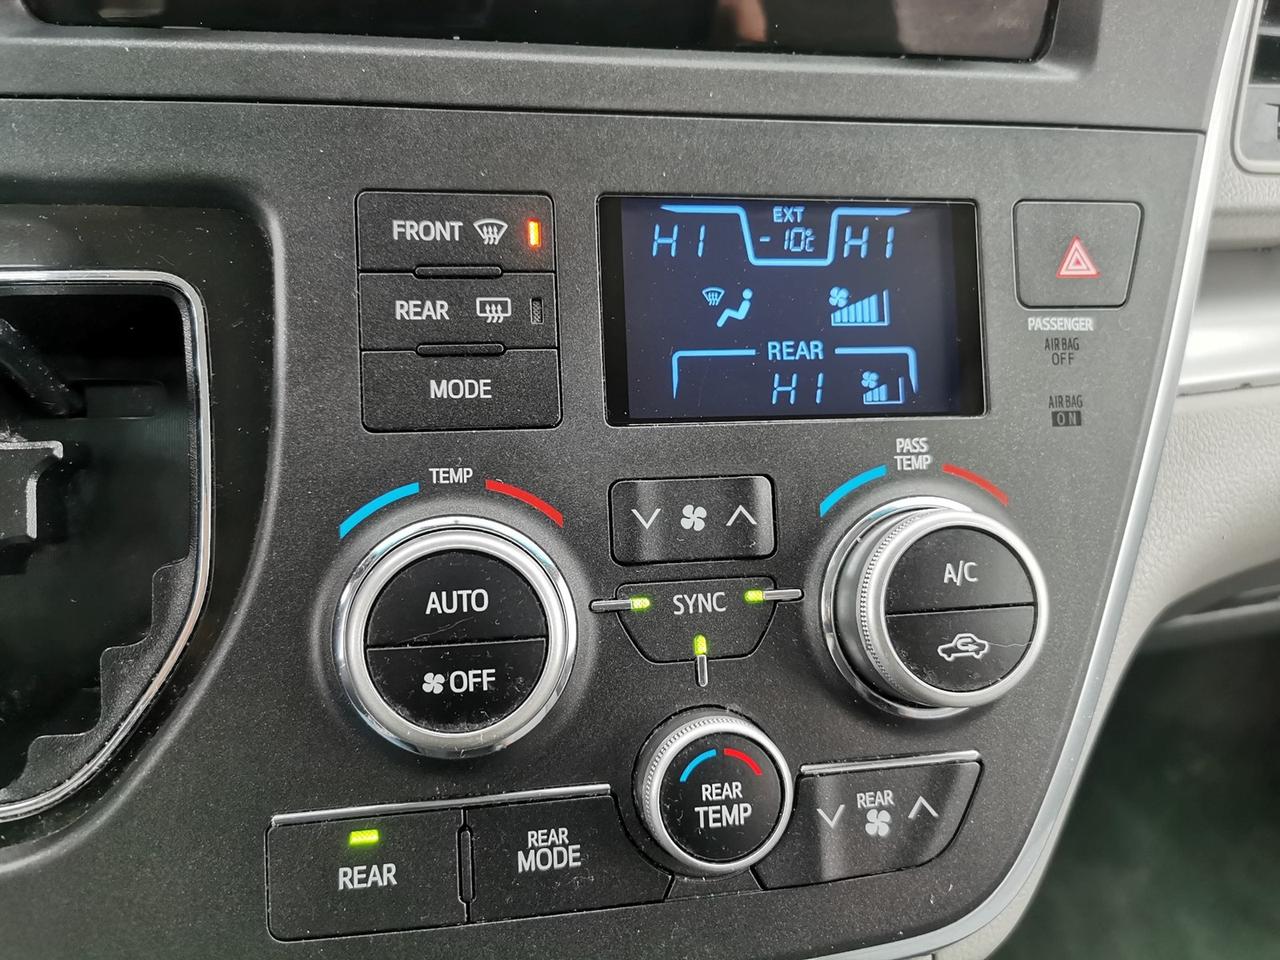 FRONT
REAR
MODE
EXT
HI -10°C HI
REAR
HI
PASSENGER
AIR BAG
OFF
AIR BAG
ON
TEMP
PASS
TEMP
AUTO
OFF
SYNC
A/C
REAR
TEMP
REAR
REAR
MODE
REAR